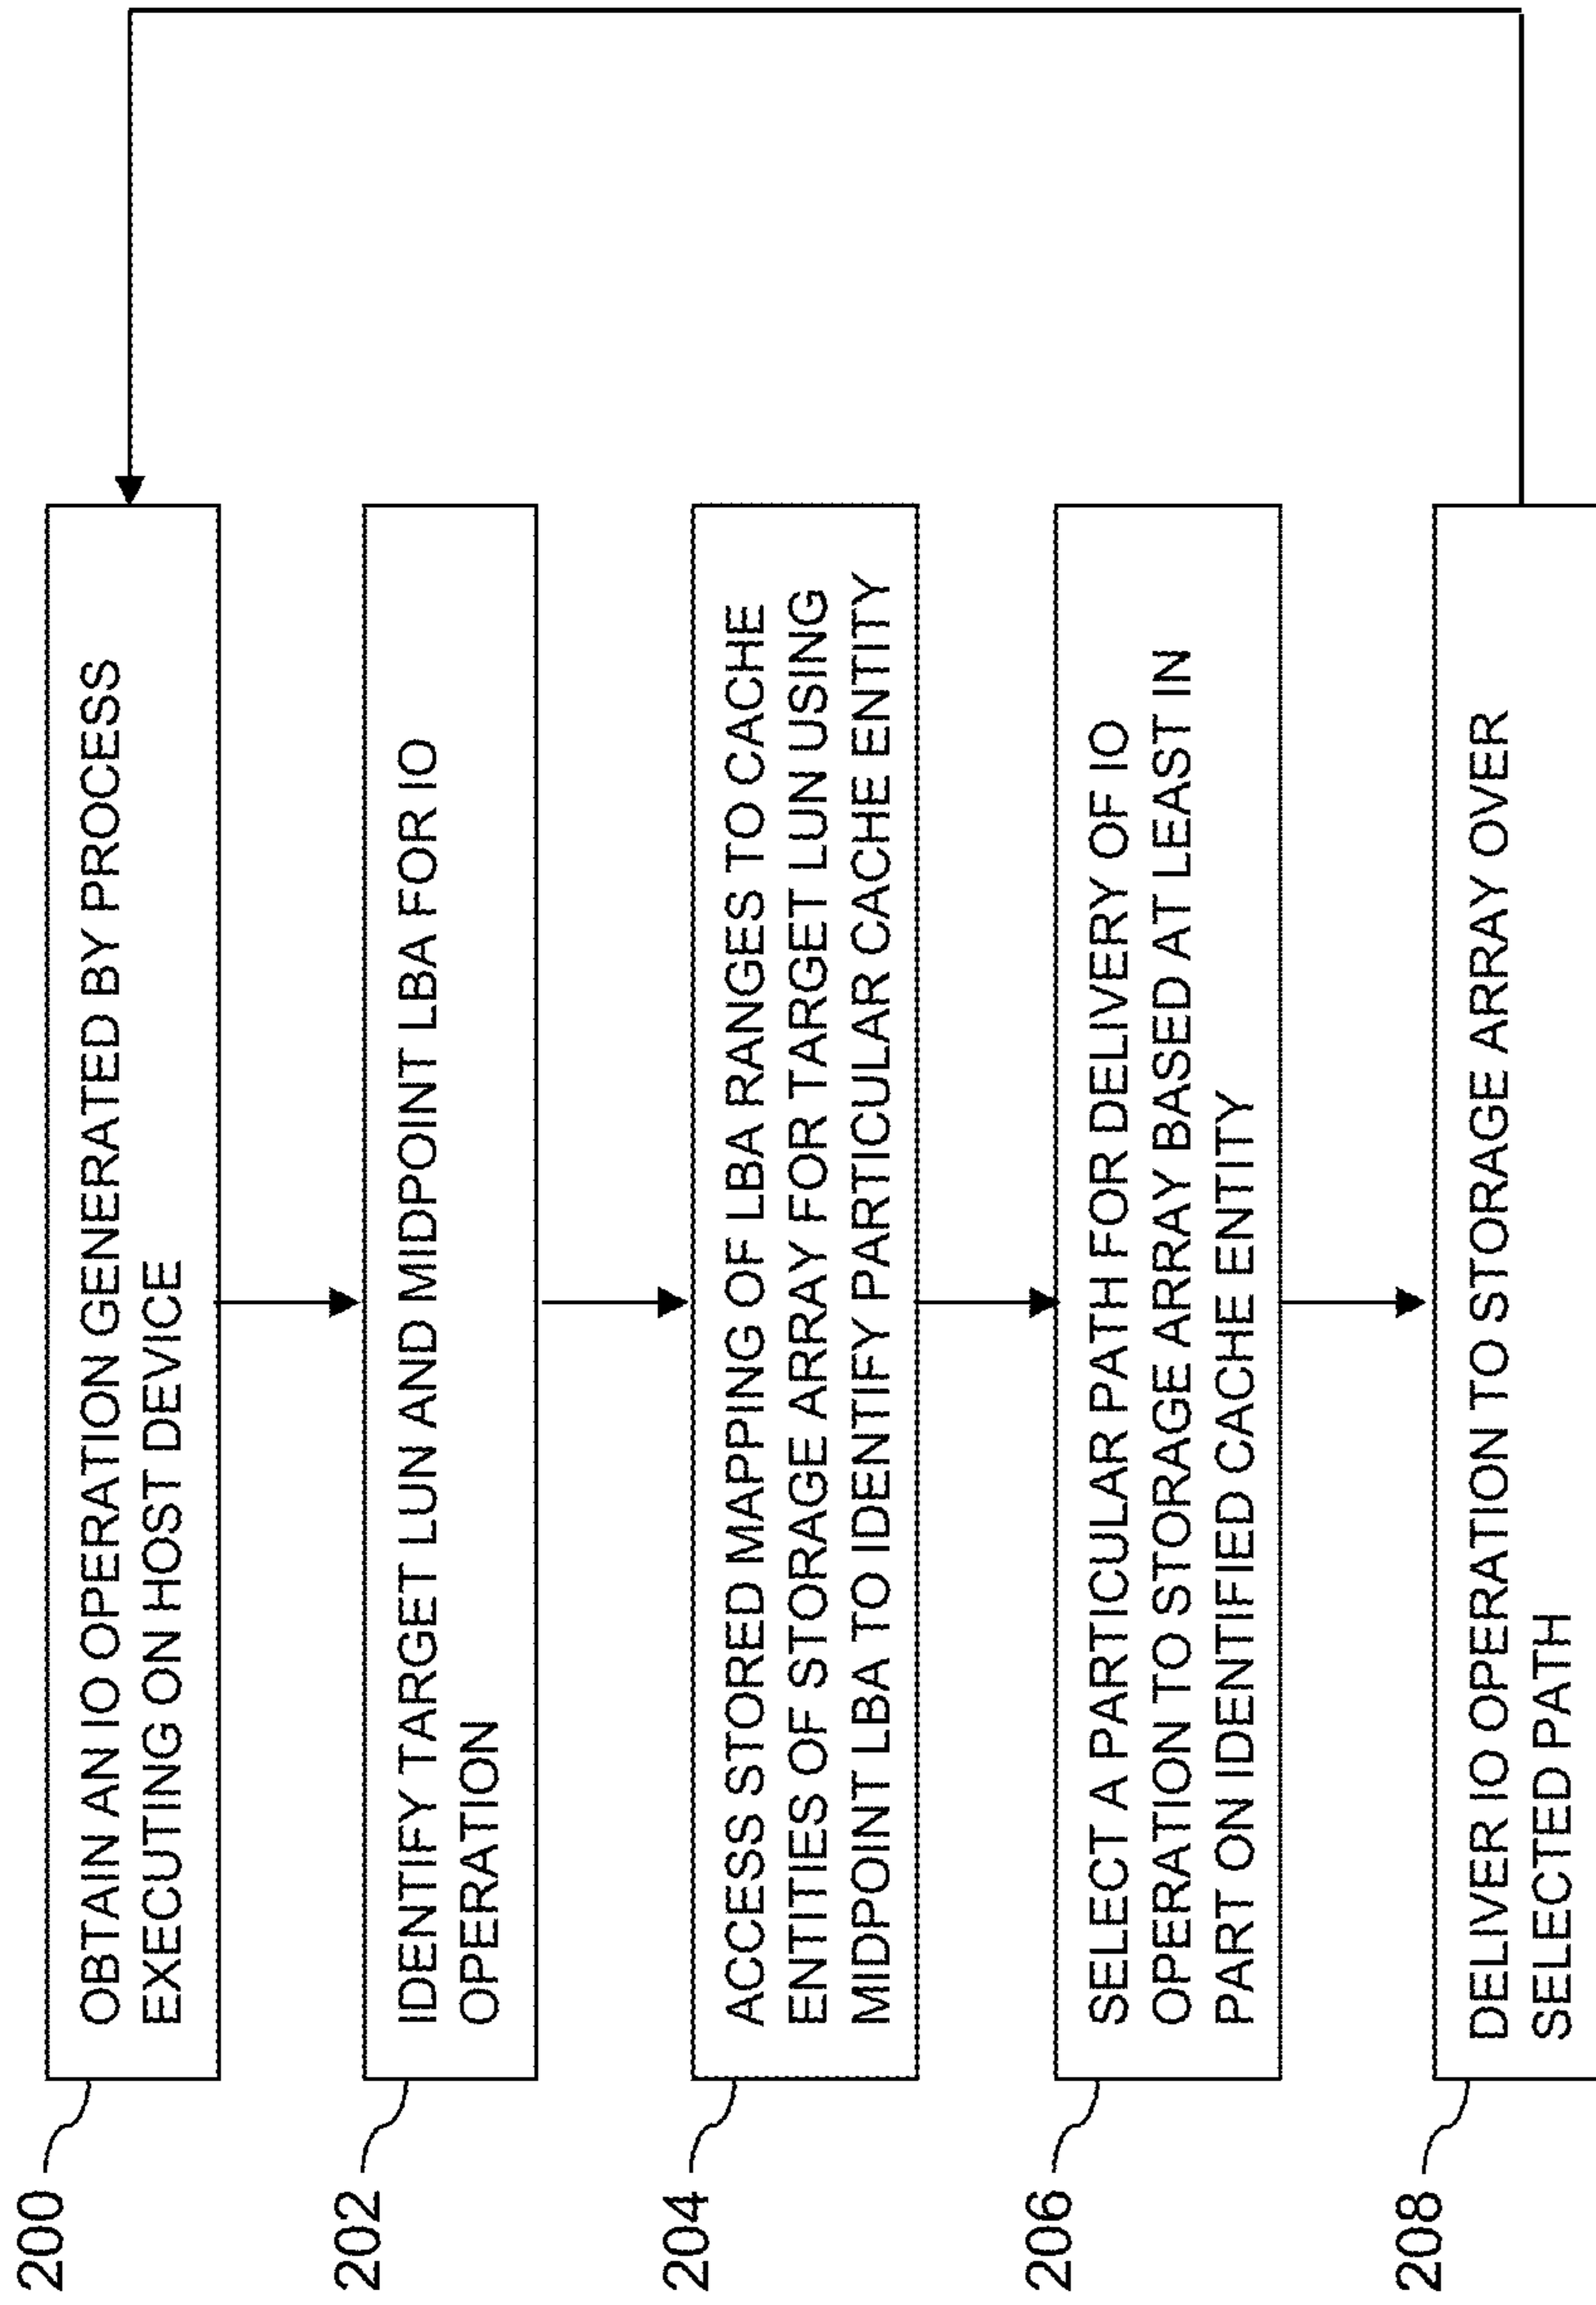 200
OBTAIN AN IO OPERATION GENERATED BY PROCESS
EXECUTING ON HOST DEVICE
202
IDENTIFY TARGET LUN AND MIDPOINT LBA FOR IO
OPERATION
204
ACCESS STORED MAPPING OF LBA RANGES TO CACHE
ENTITIES OF STORAGE ARRAY FOR TARGET LUN USING
MIDPOINT LBA TO IDENTIFY PARTICULAR CACHE ENTITY
206
SELECT A PARTICULAR PATH FOR DELIVERY OF IO
OPERATION TO STORAGE ARRAY BASED AT LEAST IN
PART ON IDENTIFIED CACHE ENTITY
208
DELIVER IO OPERATION TO STORAGE ARRAY OVER
SELECTED PATH